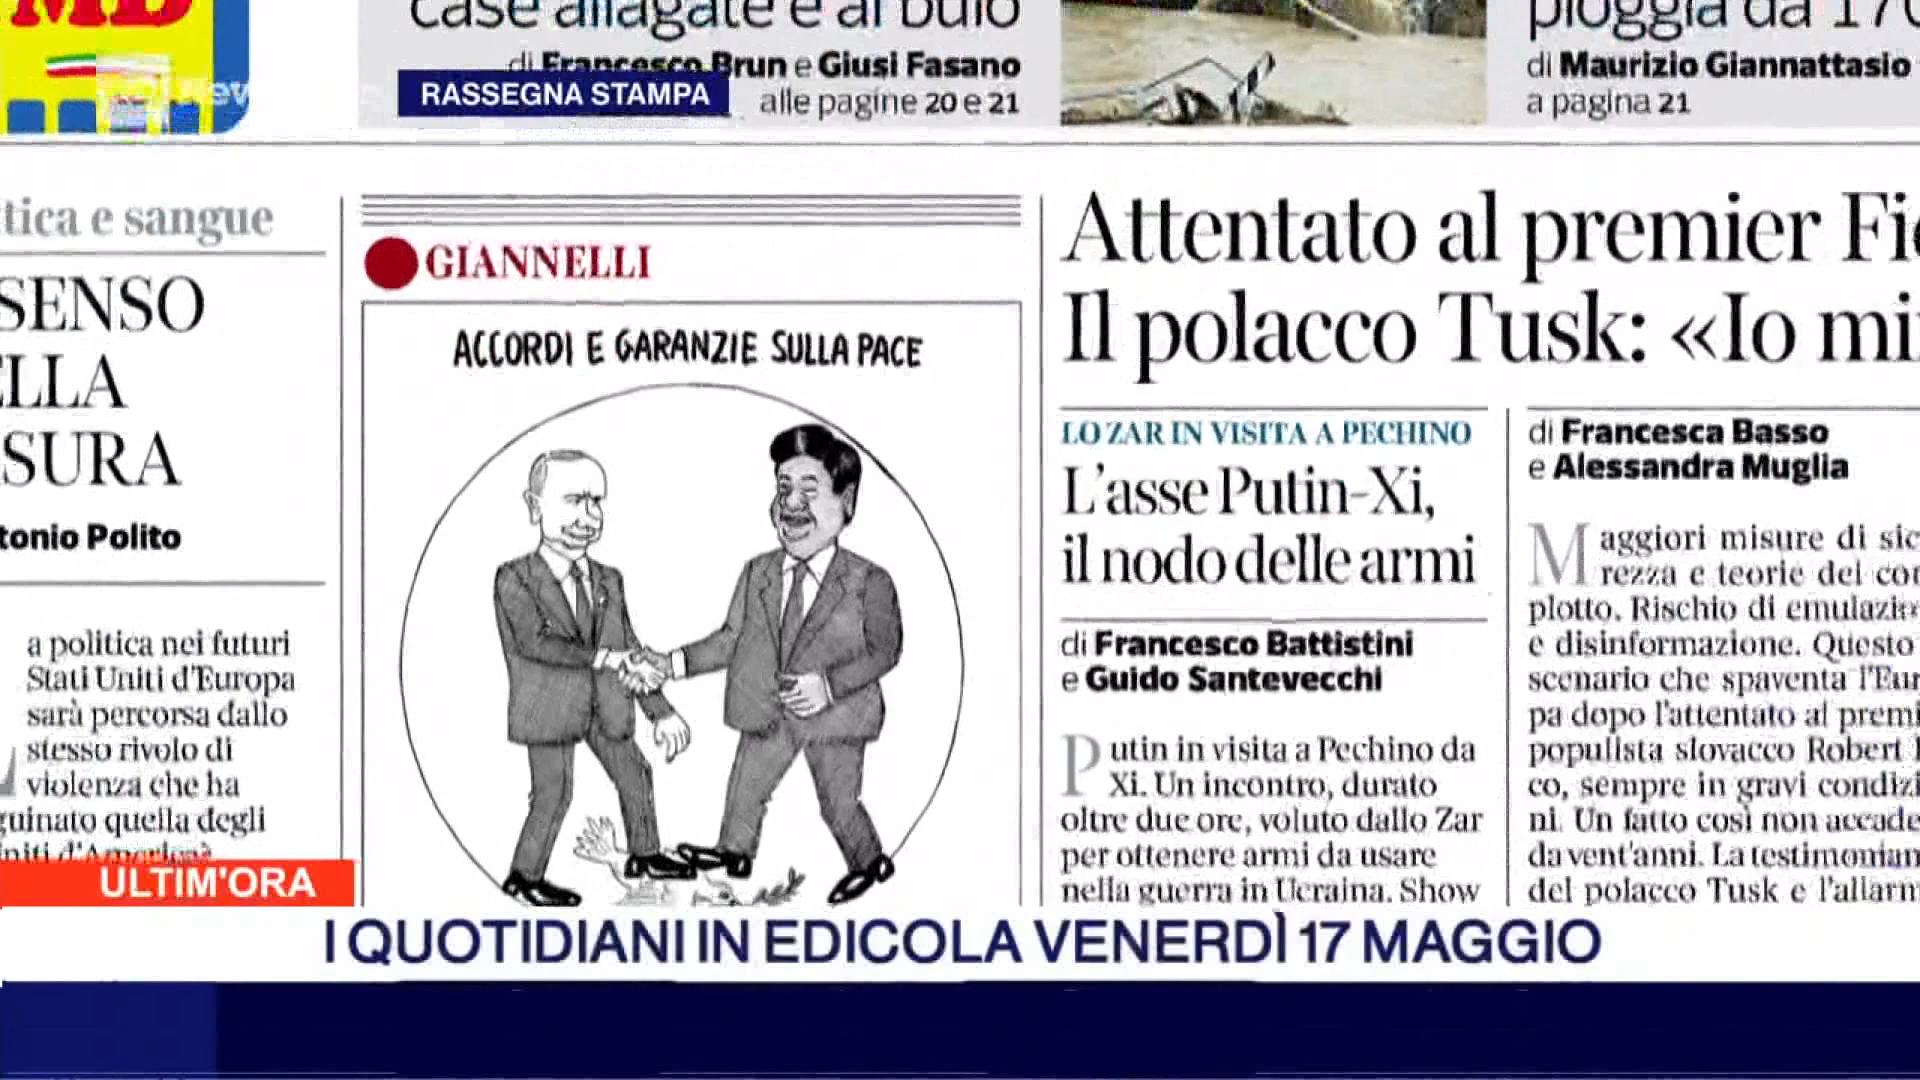 case allagate e al buio
di Francesco Brun e Giusi Fasano
RASSEGNA STAMPA
alle pagine 20 e 21
pioggia da 170
di Maurizio Giannattasio
a pagina 21
tica e sangue
SENSO
ELLA
SURA
tonio Polito
a politica nei futuri
Stati Uniti d'Europa
sarà percorsa dallo
stesso rivolo di
violenza che ha
guinato quella degli
niti d'America?
GIANNELLI
ACCORDI E GARANZIE SULLA PACE
Attentato al premier Fic
Il polacco Tusk: «Io mi
LO ZAR IN VISITA A PECHINO
L'asse Putin-Xi,
il nodo delle armi
di Francesco Battistini
e Guido Santevecchi
Putin in visita a Pechino da
Xi. Un incontro, durato
oltre due ore, voluto dallo Zar
per ottenere armi da usare
nella guerra in Ucraina. Show
di Francesca Basso
e Alessandra Muglia
Maggiori misure di sic
rezza e teorie del com
plotto. Rischio di emulazio
e disinformazione. Questo
scenario che spaventa l'Eur
pa dopo l'attentato al premi
populista slovacco Robert F
co, sempre in gravi condizi
ni. Un fatto così non accade
da vent'anni. La testimonian
del polacco Tusk e l'allarm
ULTIM'ORA
I QUOTIDIANI IN EDICOLA VENERDÌ 17 MAGGIO